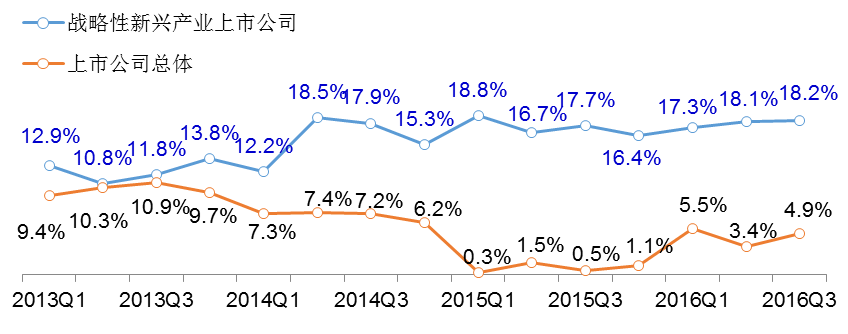 战略性新兴产业上市公司
上市公司总体
12.9% 10.8% 11.8% 13.8% 12.2% 18.5% 17.9% 15.3% 18.8% 16.7% 17.7% 16.4% 17.3% 18.1% 18.2%
9.4% 10.3% 10.9% 9.7% 7.3% 7.4% 7.2% 6.2% 0.3% 1.5% 0.5% 1.1% 5.5% 3.4% 4.9%
2013Q1 2013Q3 2014Q1 2014Q3 2015Q1 2015Q3 2016Q1 2016Q3